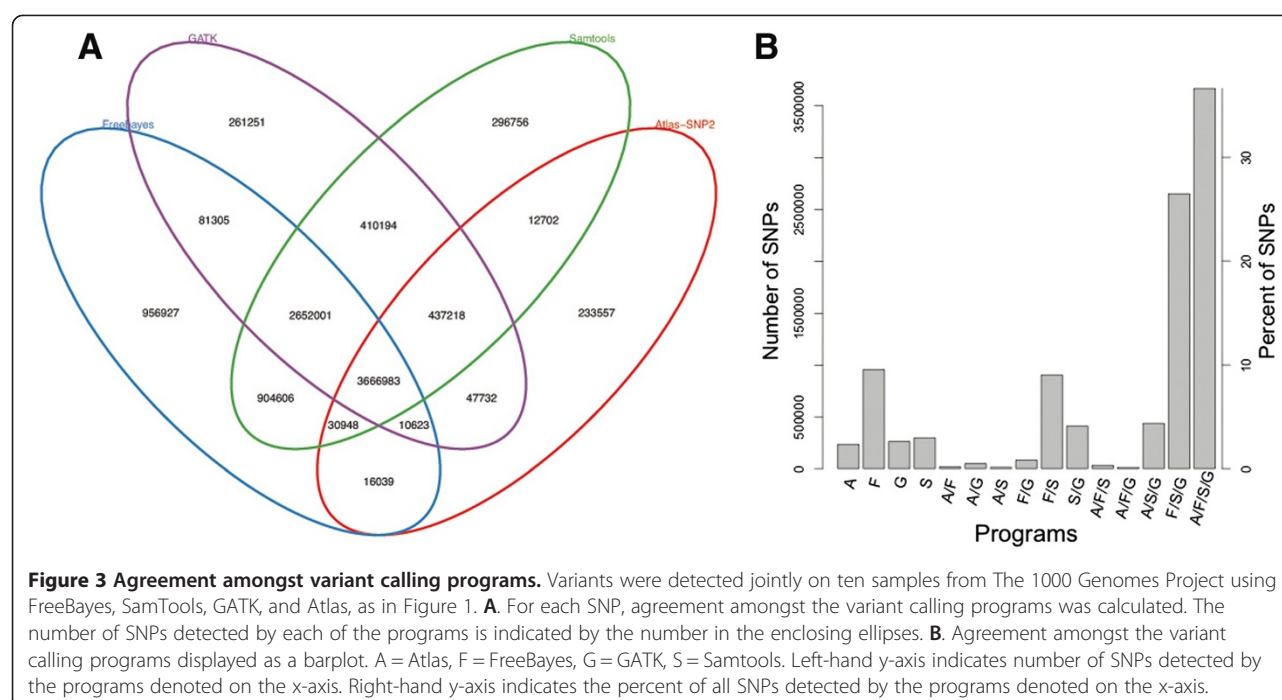 A
GATK
Samtools
FreeBayes
Atlas-SNP2
261251
296756
81305
410194
12702
956927
2652001
437218
233557
3666983
904606
47732
30948
10623
16039
B
Number of SNPs
0
500000
1500000
2500000
3500000
Percent of SNPs
0
10
20
30
A
F
G
S
A/F
A/G
A/S
F/G
F/S
S/G
A/F/S
A/F/G
A/S/G
F/S/G
A/F/S/G
Programs
Figure 3 Agreement amongst variant calling programs. Variants were detected jointly on ten samples from The 1000 Genomes Project using
FreeBayes, SamTools, GATK, and Atlas, as in Figure 1. A. For each SNP, agreement amongst the variant calling programs was calculated. The
number of SNPs detected by each of the programs is indicated by the number in the enclosing ellipses. B. Agreement amongst the variant
calling programs displayed as a barplot. A = Atlas, F = FreeBayes, G = GATK, S = Samtools. Left-hand y-axis indicates number of SNPs detected by
the programs denoted on the x-axis. Right-hand y-axis indicates the percent of all SNPs detected by the programs denoted on the x-axis.